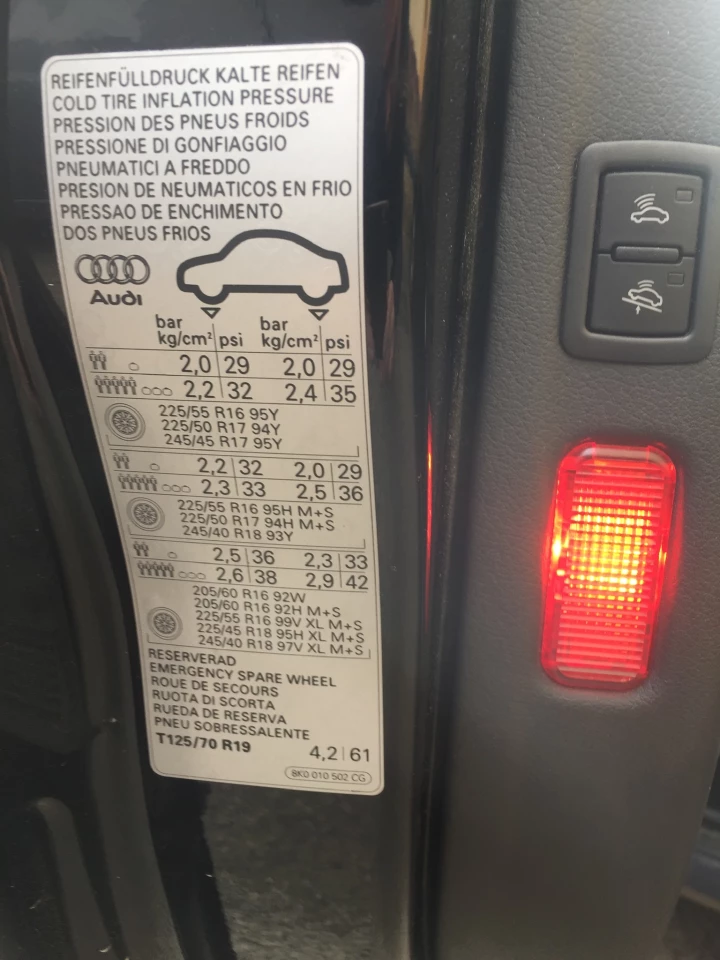 REIFENFÜLLDRUCK KALTE REIFEN
COLD TIRE INFLATION PRESSURE
PRESSION DES PNEUS FROIDS
PRESSIONE DI GONFIAGGIO
PNEUMATICI A FREDDO
PRESION DE NEUMATICOS EN FRIO
PRESSAO DE ENCHIMENTO
DOS PNEUS FRIOS
Audi
bar bar
kg/cm² psi kg/cm² psi
2,0 29 2,0 29
2,2 32 2,4 35
225/55 R16 95Y
225/50 R17 94Y
245/45 R17 95Y
2,2 32 2,0 29
2,3 33 2,5 36
225/55 R16 95H M+S
225/50 R17 94H M+S
245/40 R18 93Y
2,5 36 2,3 33
2,6 38 2,9 42
205/60 R16 92W
205/60 R16 92H M+S
225/55 R16 99V XL M+S
225/45 R18 95H XL M+S
245/40 R18 97V XL M+S
RESERVERAD
EMERGENCY SPARE WHEEL
ROUE DE SECOURS
RUOTA DI SCORTA
RUEDA DE RESERVA
PNEU SOBRESSALENTE
T125/70 R19 4,2 61
8K0 010 502 CG